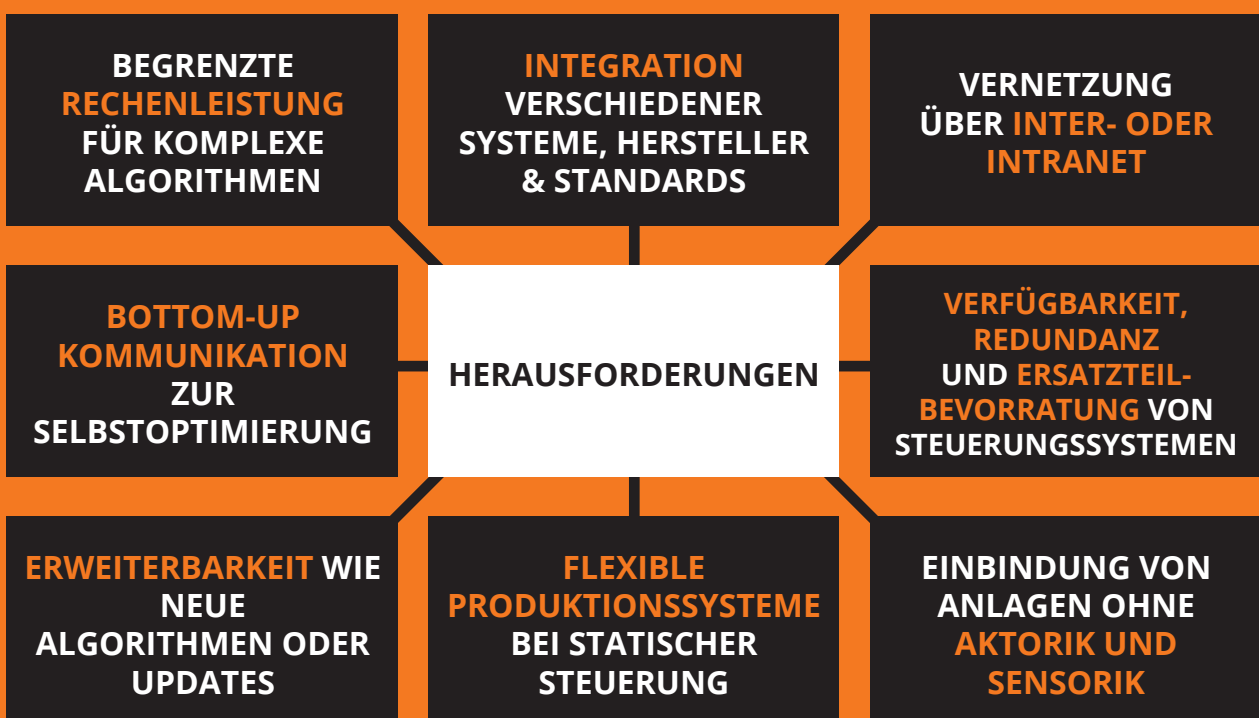 BEGRENZTE
RECHENLEISTUNG
FÜR KOMPLEXE
ALGORITHMEN
INTEGRATION
VERSCHIEDENER
SYSTEME, HERSTELLER
& STANDARDS
VERNETZUNG
ÜBER INTER- ODER
INTRANET
BOTTOM-UP
KOMMUNIKATION
ZUR
SELBSTOPTIMIERUNG
HERAUSFORDERUNGEN
VERFÜGBARKEIT,
REDUNDANZ
UND ERSATZTEIL-
BEVORRATUNG VON
STEUERUNGSSYSTEMEN
ERWEITERBARKEIT WIE
NEUE
ALGORITHMEN ODER
UPDATES
FLEXIBLE
PRODUKTIONSSYSTEME
BEI STATISCHER
STEUERUNG
EINBINDUNG VON
ANLAGEN OHNE
AKTORIK UND
SENSORIK